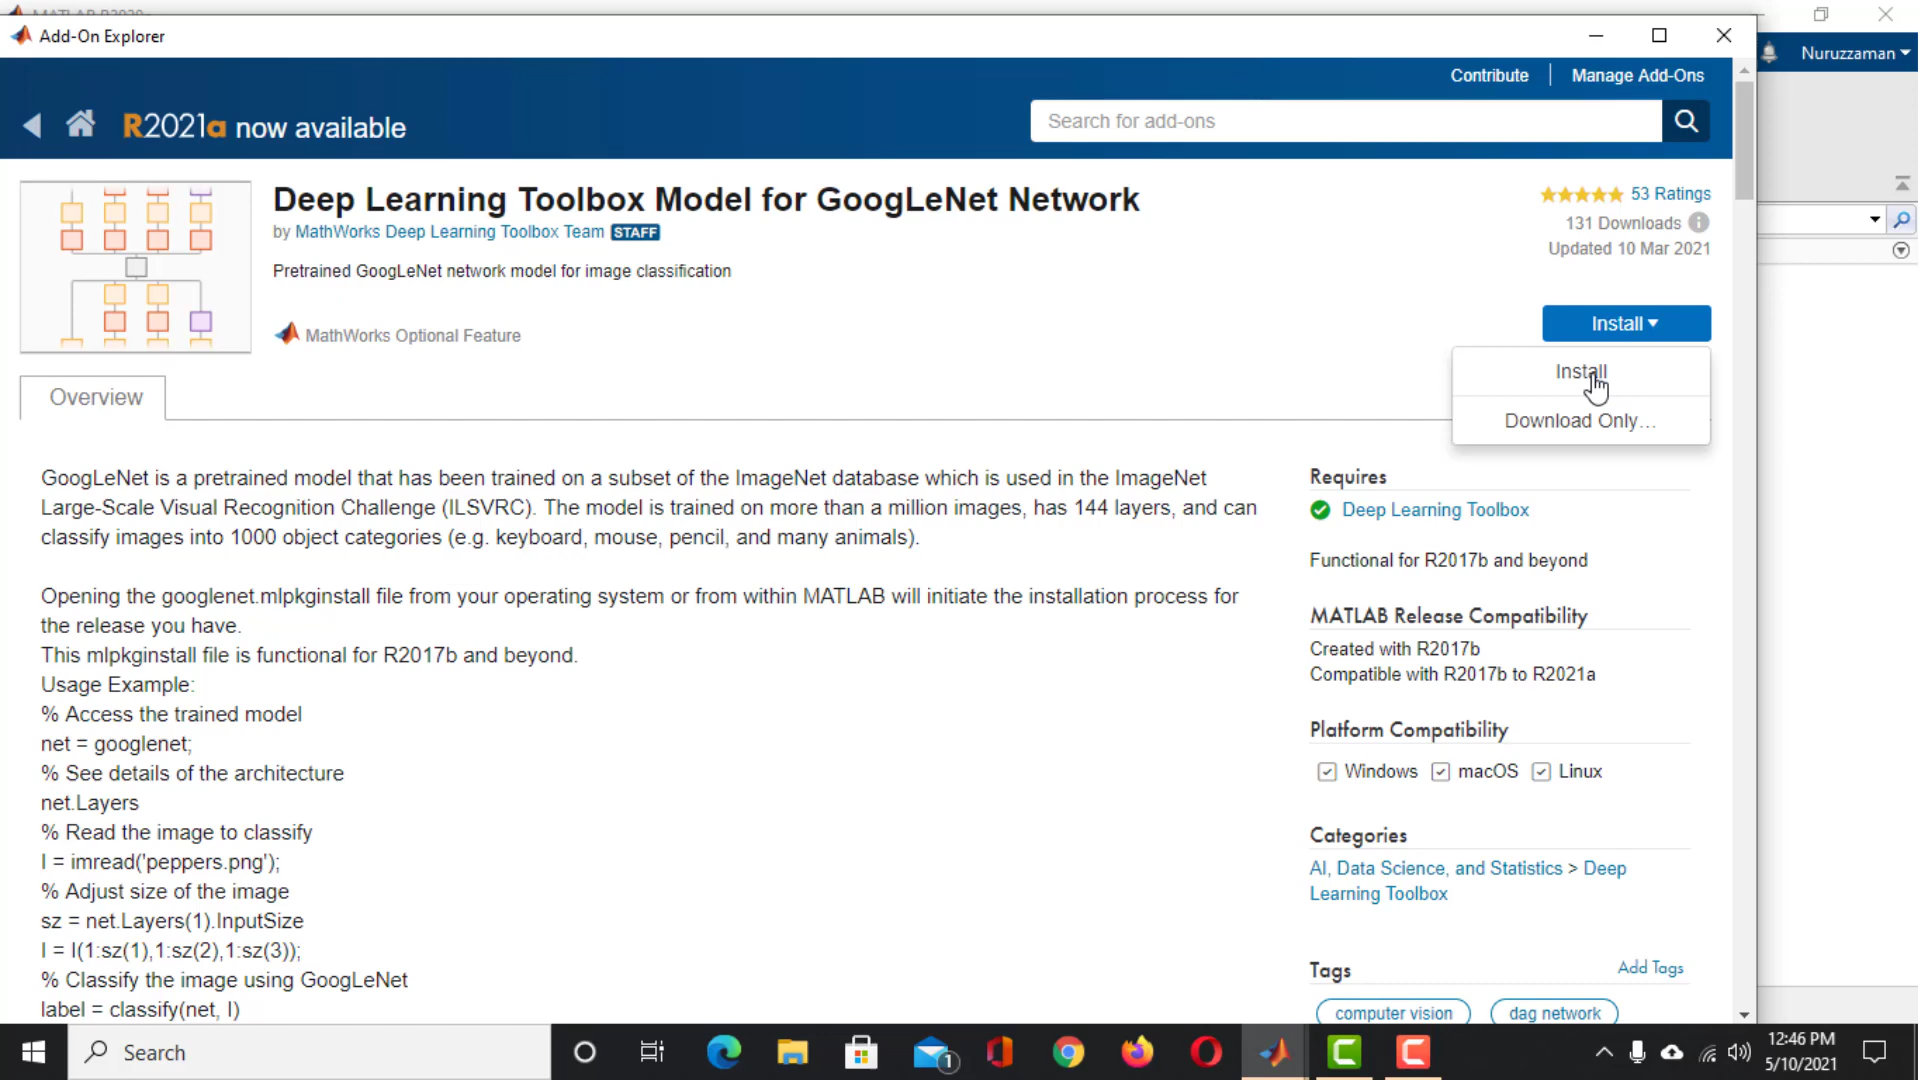 Add-On Explorer
Nuruzzaman
Contribute
Manage Add-Ons
R2021a now available
Search for add-ons
Deep Learning Toolbox Model for GoogLeNet Network
by MathWorks Deep Learning Toolbox Team STAFF
53 Ratings
131 Downloads
Updated 10 Mar 2021
Pretrained GoogLeNet network model for image classification
MathWorks Optional Feature
Install
Install
Download Only...
Overview
GoogLeNet is a pretrained model that has been trained on a subset of the ImageNet database which is used in the ImageNet
Large-Scale Visual Recognition Challenge (ILSVRC). The model is trained on more than a million images, has 144 layers, and can
classify images into 1000 object categories (e.g. keyboard, mouse, pencil, and many animals).
Opening the googlenet.mlpkginstall file from your operating system or from within MATLAB will initiate the installation process for
the release you have.
This mlpkginstall file is functional for R2017b and beyond.
Usage Example:
% Access the trained model
net = googlenet;
% See details of the architecture
net.Layers
% Read the image to classify
I = imread('peppers.png');
% Adjust size of the image
sz = net.Layers(1).InputSize
I = I(1:sz(1),1:sz(2),1:sz(3));
% Classify the image using GoogLeNet
label = classify(net, I)
Requires
Deep Learning Toolbox
Functional for R2017b and beyond
MATLAB Release Compatibility
Created with R2017b
Compatible with R2017b to R2021a
Platform Compatibility
Windows macOS Linux
Categories
AI, Data Science, and Statistics > Deep
Learning Toolbox
Tags
Add Tags
computer vision
dag network
Search
1
12:46 PM
5/10/2021